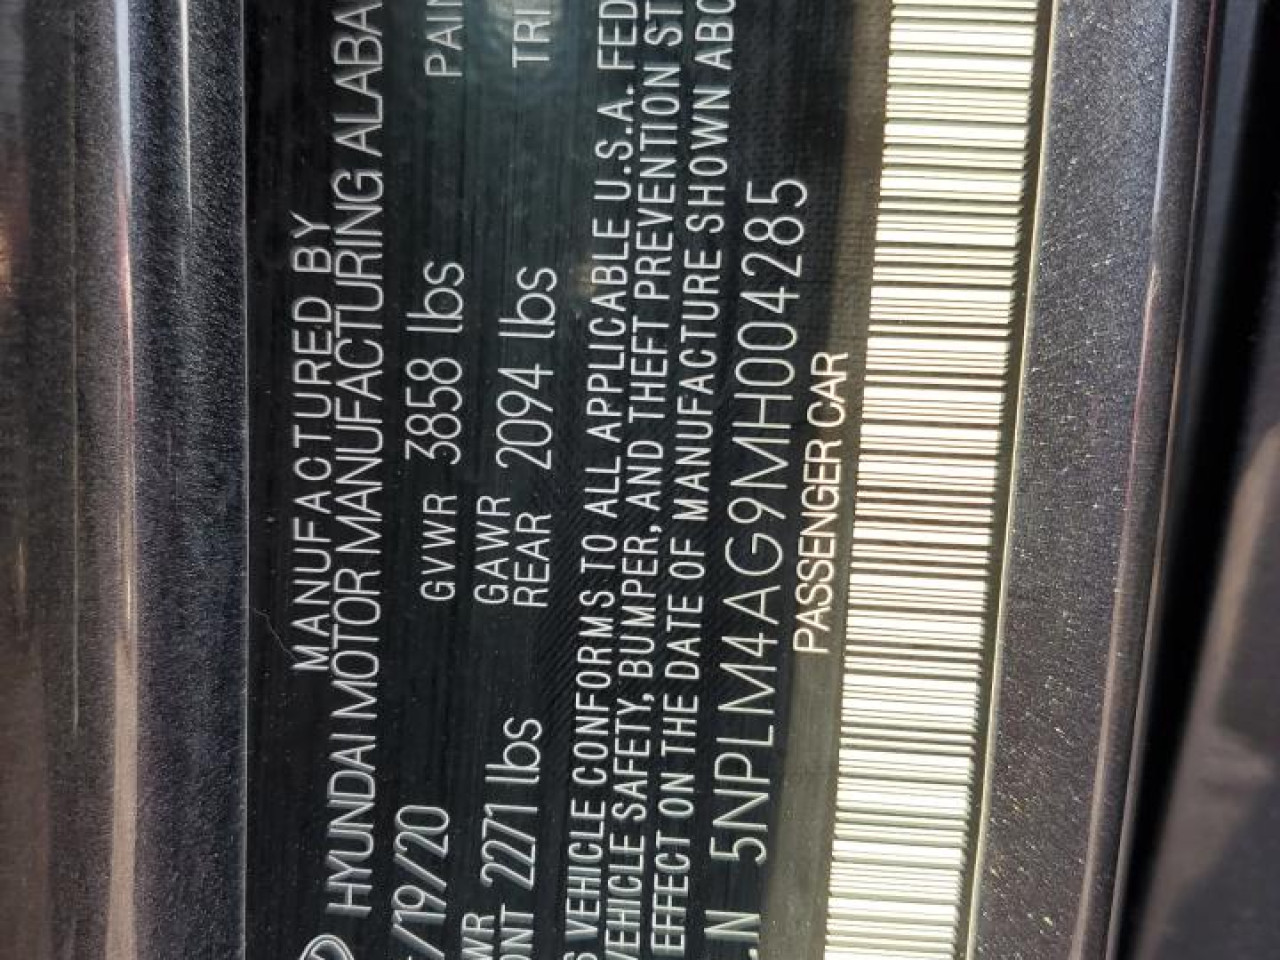 MANUFACTURED BY
HYUNDAI MOTOR MANUFACTURING ALABA
/19/20 GVWR 3858 lbs PAIN
WR GAWR
ONT 2271 lbs REAR 2094 lbs TRI
S VEHICLE CONFORMS TO ALL APPLICABLE U.S.A. FED
VEHICLE SAFETY, BUMPER, AND THEFT PREVENTION ST
EFFECT ON THE DATE OF MANUFACTURE SHOWN ABO
.N 5NPLM4AG9MH004285
PASSENGER CAR